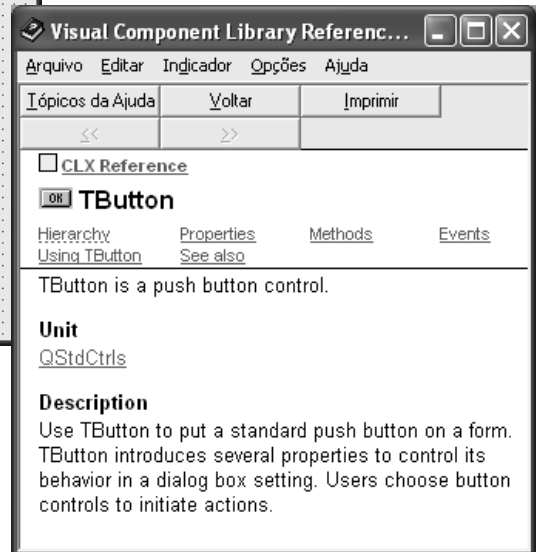 Visual Component Library Referenc...
Arquivo Editar Indicador Opções Ajuda
Tópicos da Ajuda Voltar Imprimir
<< >>
CLX Reference
OK TButton
Hierarchy Properties Methods Events
Using TButton See also
TButton is a push button control.
Unit
QStdCtrls
Description
Use TButton to put a standard push button on a form.
TButton introduces several properties to control its
behavior in a dialog box setting. Users choose button
controls to initiate actions.